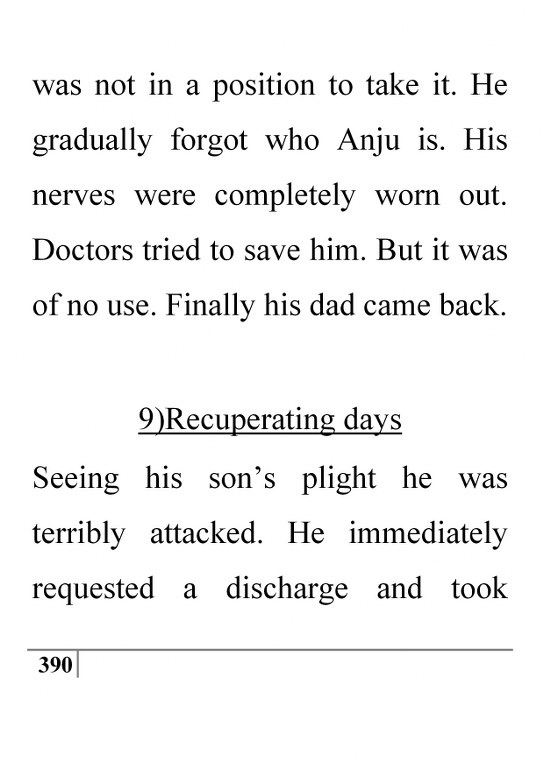 was not in a position to take it. He
gradually forgot who Anju is. His
nerves were completely worn out.
Doctors tried to save him. But it was
of no use. Finally his dad came back.
9)Recuperating days
Seeing his son’s plight he was
terribly attacked. He immediately
requested a discharge and took
390